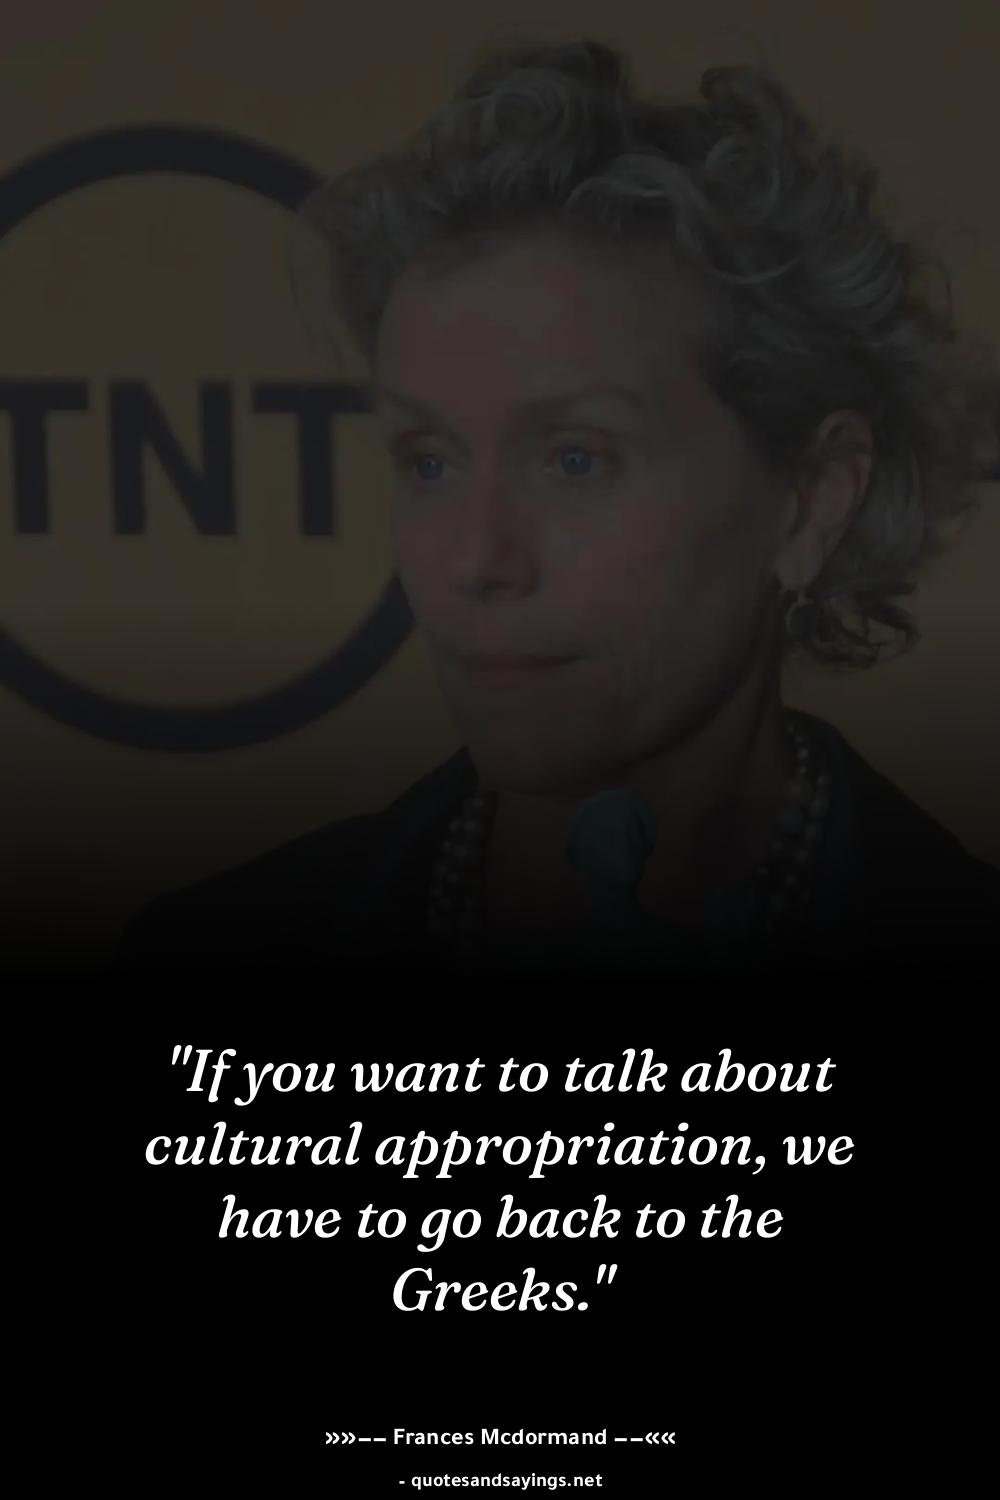 TNT
"If you want to talk about
cultural appropriation, we
have to go back to the
Greeks."
»»–– Frances Mcdormand ––««
- quotesandsayings.net